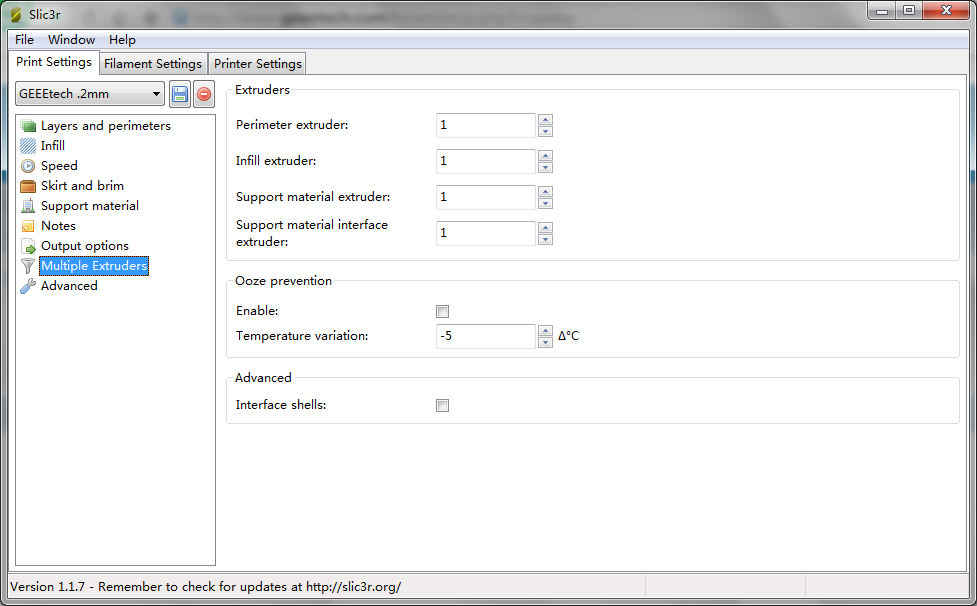 Slic3r
File Window Help
Print Settings Filament Settings Printer Settings
GEEEtech .2mm
Layers and perimeters
Infill
Speed
Skirt and brim
Support material
Notes
Output options
Multiple Extruders
Advanced
Extruders
Perimeter extruder: 1
Infill extruder: 1
Support material extruder: 1
Support material interface
extruder: 1
Ooze prevention
Enable:
Temperature variation: -5 Δ°C
Advanced
Interface shells:
Version 1.1.7 - Remember to check for updates at http://slic3r.org/